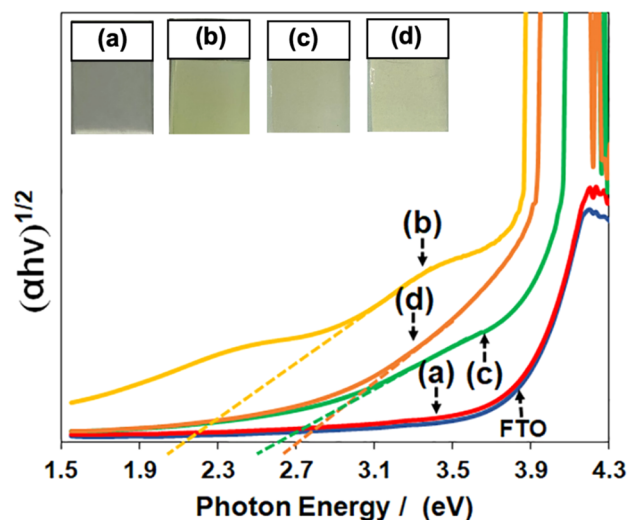 (a) (b) (c) (d)
(αhν)1/2
(b)
(d)
(a)
(c)
FTO
1.5 1.9 2.3 2.7 3.1 3.5 3.9 4.3
Photon Energy / (eV)